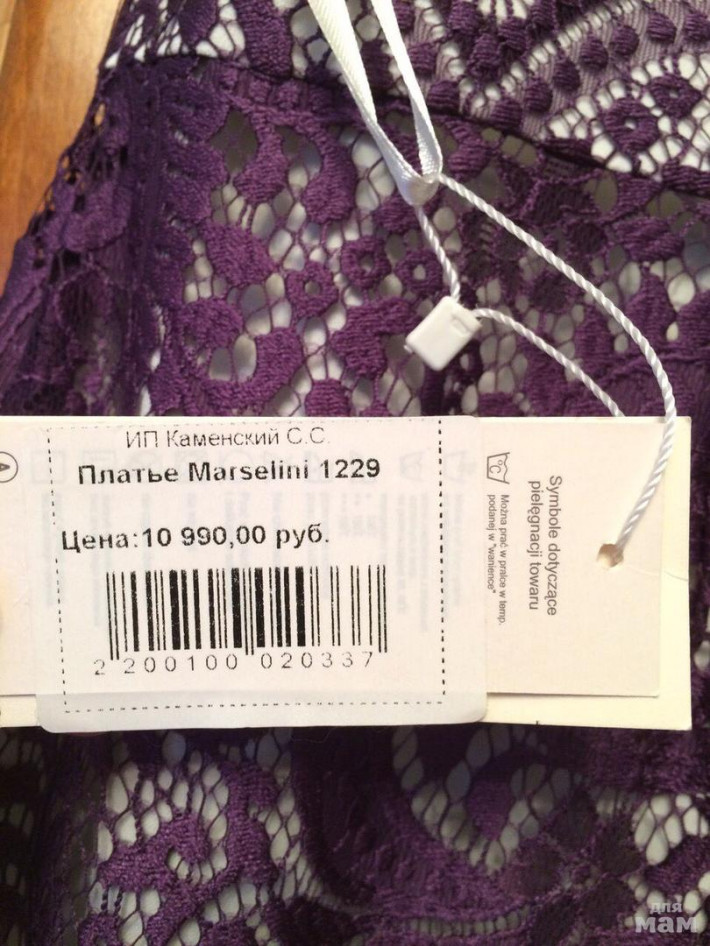 ИП Каменский С.С.
Платье Marselini 1229
Цена:10 990,00 руб.
2 200100 020337
Symbole dotyczące
pielęgnacji towaru
°C
Można prać w pralce w temp.
podanej w "wanience"
для
мам